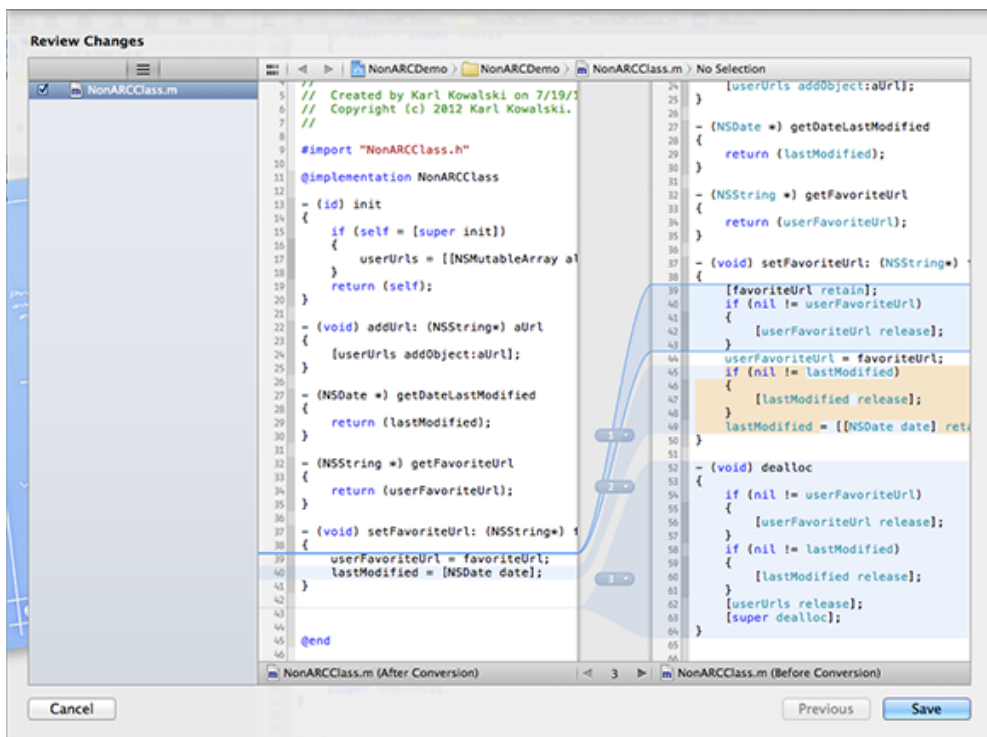 Review Changes
NonARCClass.m
NonARCDemo NonARCDemo NonARCClass.m No Selection
5 //
6 // Created by Karl Kowalski on 7/19/1
7 // Copyright (c) 2012 Karl Kowalski.
8 //
9 #import "NonARCClass.h"
10
11 @implementation NonARCClass
12
13 - (id) init
14 {
15 if (self = [super init])
16 {
17 userUrls = [[NSMutableArray al
18 }
19 return (self);
20 }
21
22 - (void) addUrl: (NSString*) aUrl
23 {
24 [userUrls addObject:aUrl];
25 }
26
27 - (NSDate *) getDateLastModified
28 {
29 return (lastModified);
30 }
31
32 - (NSString *) getFavoriteUrl
33 {
34 return (userFavoriteUrl);
35 }
36
37 - (void) setFavoriteUrl: (NSString*) f
38 {
39 userFavoriteUrl = favoriteUrl;
40 lastModified = [NSDate date];
41 }
42
43
44
45 @end
46
NonARCClass.m (After Conversion)
1
2
3
24 [userUrls addObject:aUrl];
25 }
26
27 - (NSDate *) getDateLastModified
28 {
29 return (lastModified);
30 }
31
32 - (NSString *) getFavoriteUrl
33 {
34 return (userFavoriteUrl);
35 }
36
37 - (void) setFavoriteUrl: (NSString*) f
38 {
39 [favoriteUrl retain];
40 if (nil != userFavoriteUrl)
41 {
42 [userFavoriteUrl release];
43 }
44 userFavoriteUrl = favoriteUrl;
45 if (nil != lastModified)
46 {
47 [lastModified release];
48 }
49 lastModified = [[NSDate date] reta
50 }
51
52 - (void) dealloc
53 {
54 if (nil != userFavoriteUrl)
55 {
56 [userFavoriteUrl release];
57 }
58 if (nil != lastModified)
59 {
60 [lastModified release];
61 }
62 [userUrls release];
63 [super dealloc];
64 }
65
66
3 NonARCClass.m (Before Conversion)
Cancel Previous Save